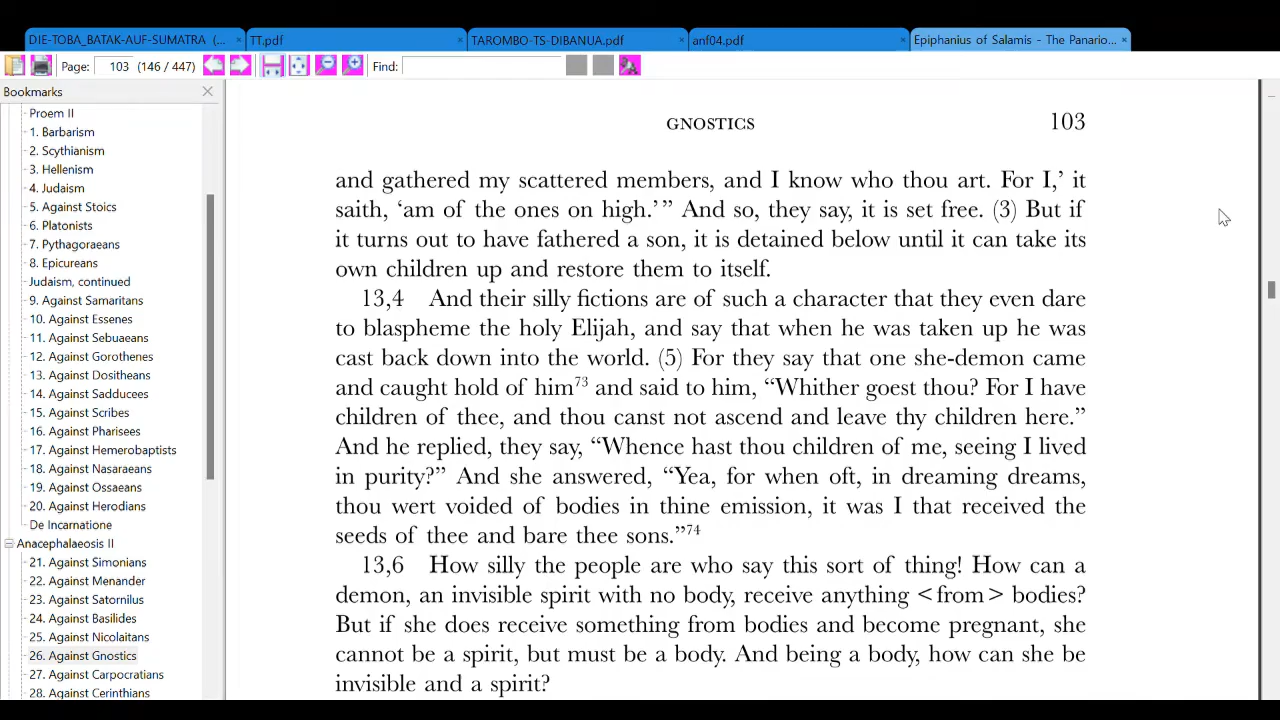 DIE-TOBA_BATAK-AUF-SUMATRA (... × TT.pdf × TAROMBO-TS-DIBANUA.pdf × anf04.pdf × Epiphanius of Salamis - The Panario... ×
Page: 103 (146 / 447) Find:
Bookmarks
Proem II
1. Barbarism
2. Scythianism
3. Hellenism
4. Judaism
5. Against Stoics
6. Platonists
7. Pythagoraeans
8. Epicureans
Judaism, continued
9. Against Samaritans
10. Against Essenes
11. Against Sebuaeans
12. Against Gorothenes
13. Against Dositheans
14. Against Sadducees
15. Against Scribes
16. Against Pharisees
17. Against Hemerobaptists
18. Against Nasaraeans
19. Against Ossaeans
20. Against Herodians
De Incarnatione
Anacephalaeosis II
21. Against Simonians
22. Against Menander
23. Against Satornilus
24. Against Basilides
25. Against Nicolaitans
26. Against Gnostics
27. Against Carpocratians
28. Against Cerinthians
GNOSTICS 103
and gathered my scattered members, and I know who thou art. For I,’ it
saith, ‘am of the ones on high.’ ” And so, they say, it is set free. (3) But if
it turns out to have fathered a son, it is detained below until it can take its
own children up and restore them to itself.
13,4 And their silly fictions are of such a character that they even dare
to blaspheme the holy Elijah, and say that when he was taken up he was
cast back down into the world. (5) For they say that one she-demon came
and caught hold of him73 and said to him, “Whither goest thou? For I have
children of thee, and thou canst not ascend and leave thy children here.”
And he replied, they say, “Whence hast thou children of me, seeing I lived
in purity?” And she answered, “Yea, for when oft, in dreaming dreams,
thou wert voided of bodies in thine emission, it was I that received the
seeds of thee and bare thee sons.”74
13,6 How silly the people are who say this sort of thing! How can a
demon, an invisible spirit with no body, receive anything <from> bodies?
But if she does receive something from bodies and become pregnant, she
cannot be a spirit, but must be a body. And being a body, how can she be
invisible and a spirit?